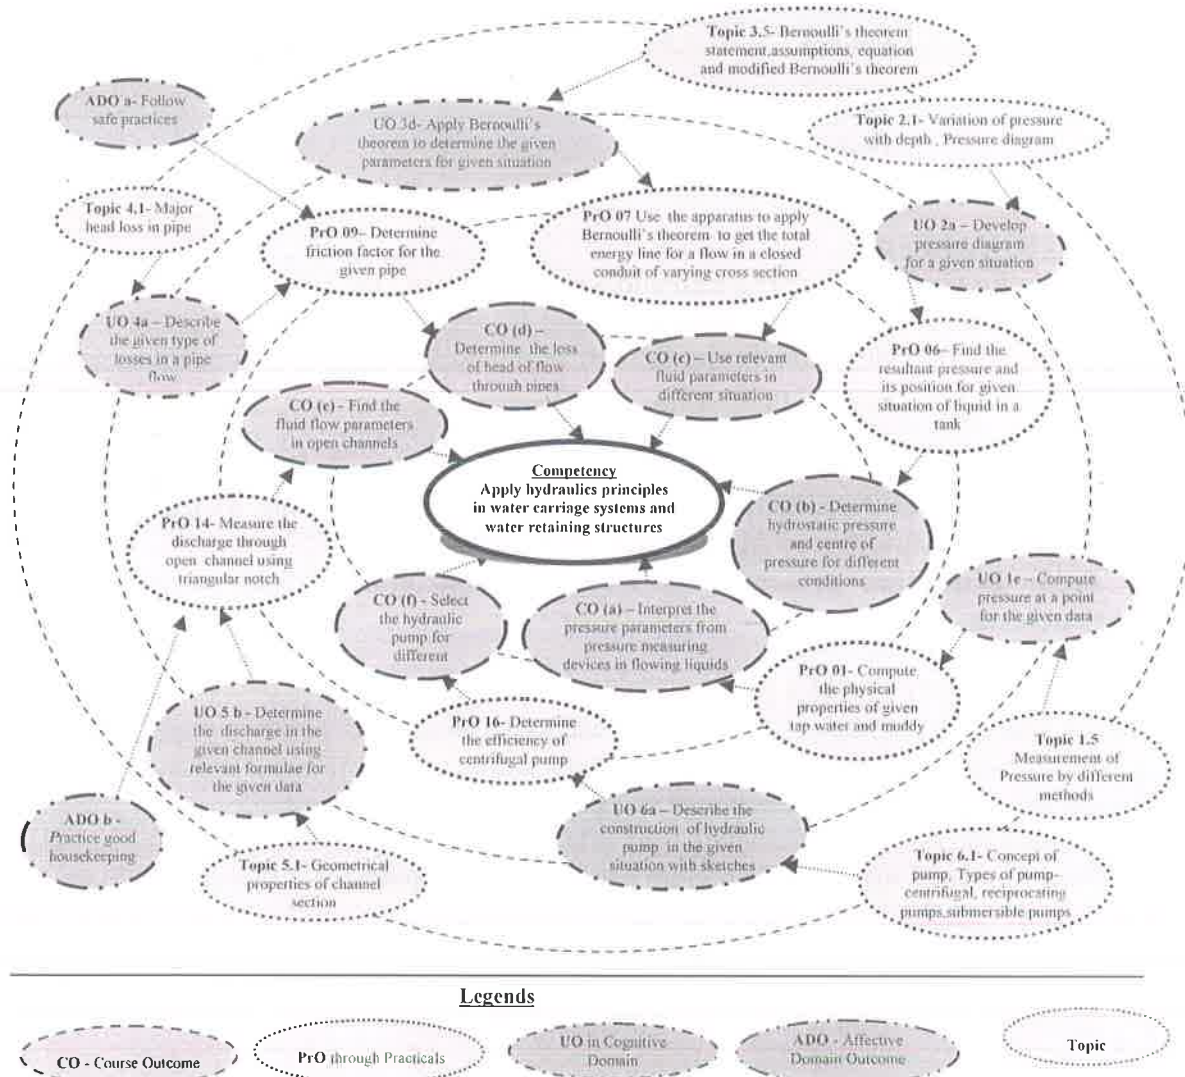 Topic 3.5- Bernoulli's theorem
statement,assumptions, equation
and modified Bernoulli's theorem
ADO a- Follow
safe practices
UO 3d- Apply Bernoulli's
theorem to determine the given
parameters for given situation
Topic 2.1- Variation of pressure
with depth , Pressure diagram
Topic 4.1- Major
head loss in pipe
PrO 09– Determine
friction factor for the
given pipe
PrO 07 Use the apparatus to apply
Bernoulli's theorem to get the total
energy line for a flow in a closed
conduit of varying cross section
UO 2a – Develop
pressure diagram
for a given situation
UO 4a – Describe
the given type of
losses in a pipe
flow
CO (d) –
Determine the loss
of head of flow
through pipes
CO (c) – Use relevant
fluid parameters in
different situation
PrO 06– Find the
resultant pressure and
its position for given
situation of liquid in a
tank
CO (e) - Find the
fluid flow parameters
in open channels
Competency
Apply hydraulics principles
in water carriage systems and
water retaining structures
CO (b) - Determine
hydrostatic pressure
and centre of
pressure for different
conditions
PrO 14- Measure the
discharge through
open channel using
triangular notch
CO (f) - Select
the hydraulic
pump for
different
CO (a) – Interpret the
pressure parameters from
pressure measuring
devices in flowing liquids
UO 1e – Compute
pressure at a point
for the given data
PrO 01- Compute
the physical
properties of given
tap water and muddy
UO 5 b - Determine
the discharge in the
given channel using
relevant formulae for
the given data
PrO 16- Determine
the efficiency of
centrifugal pump
Topic 1.5
Measurement of
Pressure by different
methods
ADO b -
Practice good
housekeeping
UO 6a – Describe the
construction of hydraulic
pump in the given
situation with sketches
Topic 5.1- Geometrical
properties of channel
section
Topic 6.1- Concept of
pump, Types of pump-
centrifugal, reciprocating
pumps,submersible pumps
Legends
CO - Course Outcome
PrO through Practicals
UO in Cognitive
Domain
ADO - Affective
Domain Outcome
Topic